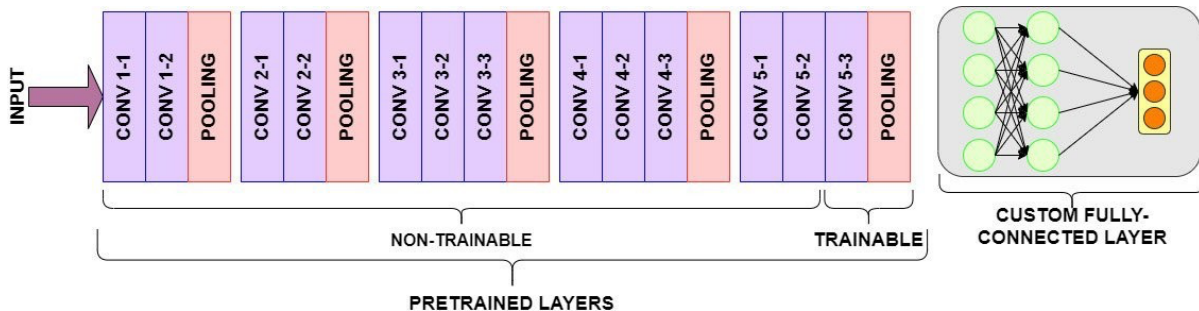 INPUT
CONV 1-1
CONV 1-2
POOLING
CONV 2-1
CONV 2-2
POOLING
CONV 3-1
CONV 3-2
CONV 3-3
POOLING
CONV 4-1
CONV 4-2
CONV 4-3
POOLING
CONV 5-1
CONV 5-2
CONV 5-3
POOLING
NON-TRAINABLE
TRAINABLE
CUSTOM FULLY-
CONNECTED LAYER
PRETRAINED LAYERS